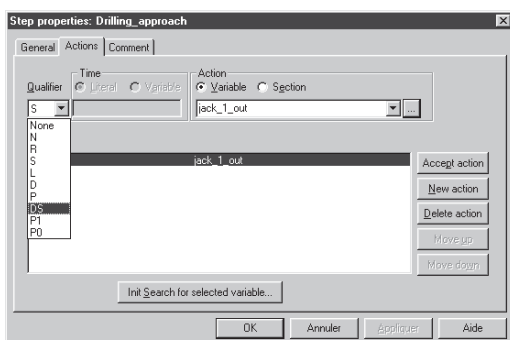 Step properties: Drilling_approach
General Actions Comment
Time
Action
Qualifier
Literal Variable
Variable Section
S
jack_1_out
...
None
N
R
S
L
D
P
DS
P1
P0
jack_1_out
Accept action
New action
Delete action
Move up
Move down
Init Search for selected variable...
OK Annuler Appliquer Aide